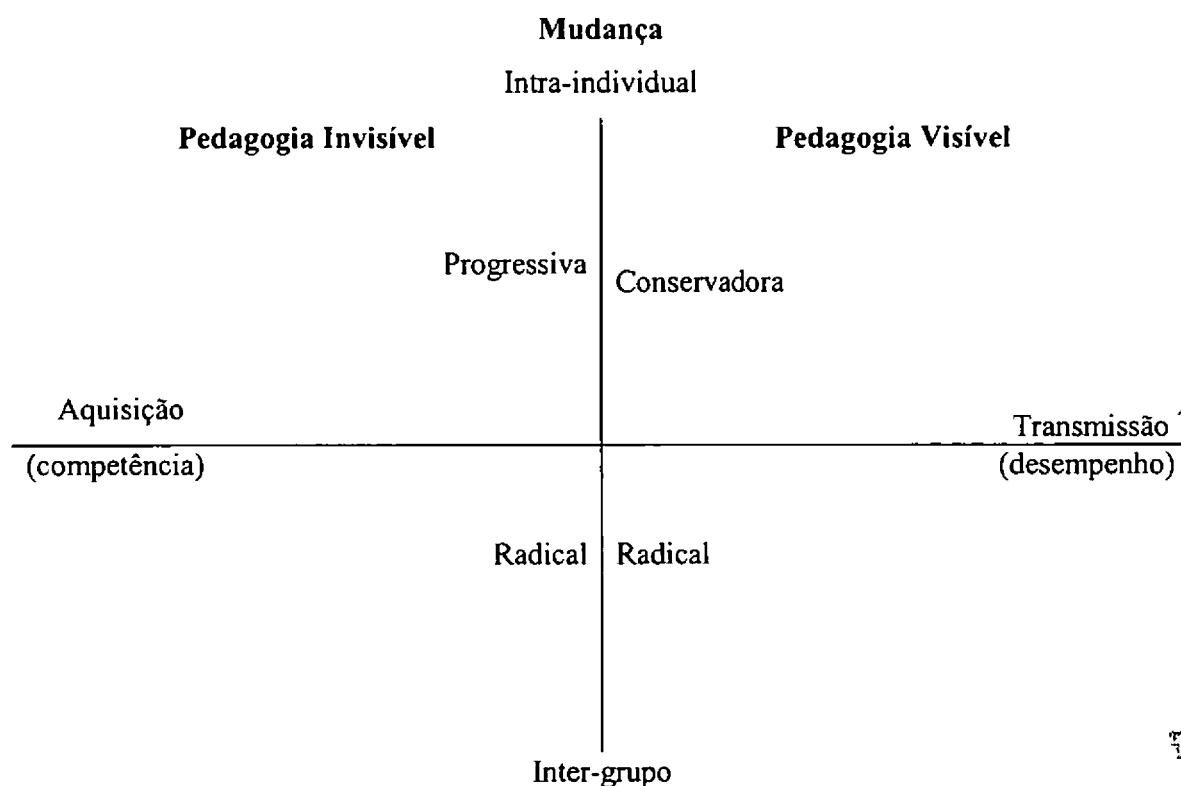 Mudança
Intra-individual
Pedagogia Invisível
Pedagogia Visível
Progressiva
Conservadora
Aquisição
Transmissão
(competência)
(desempenho)
Radical
Radical
Inter-grupo